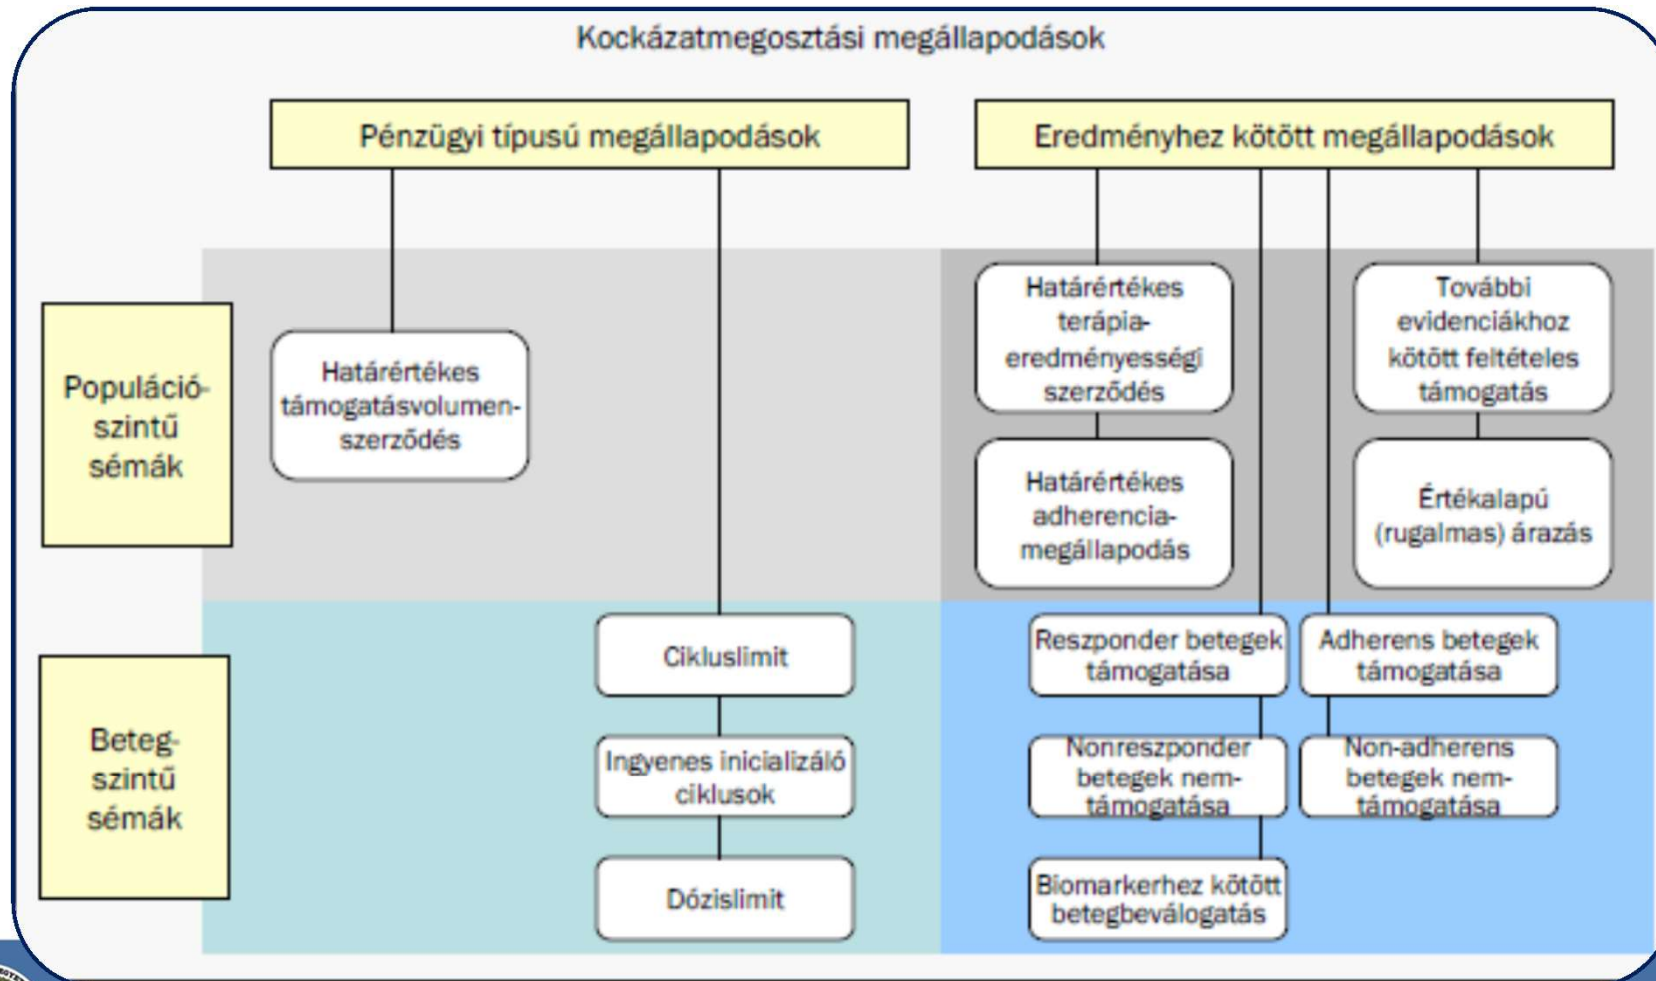 Kockázatmegosztási megállapodások
Pénzügyi típusú megállapodások
Eredményhez kötött megállapodások
Populáció-
szintű
sémák
Határértékes
támogatásvolumen-
szerződés
Határértékes
terápia-
eredményességi
szerződés
További
evidenciákhoz
kötött feltételes
támogatás
Határértékes
adherencia-
megállapodás
Értékalapú
(rugalmas) árazás
Beteg-
szintű
sémák
Cikluslimit
Ingyenes inicializáló
ciklusok
Dózislimit
Reszponder betegek
támogatása
Adherens betegek
támogatása
Nonreszponder
betegek nem-
támogatása
Non-adherens
betegek nem-
támogatása
Biomarkerhez kötött
betegbeválogatás